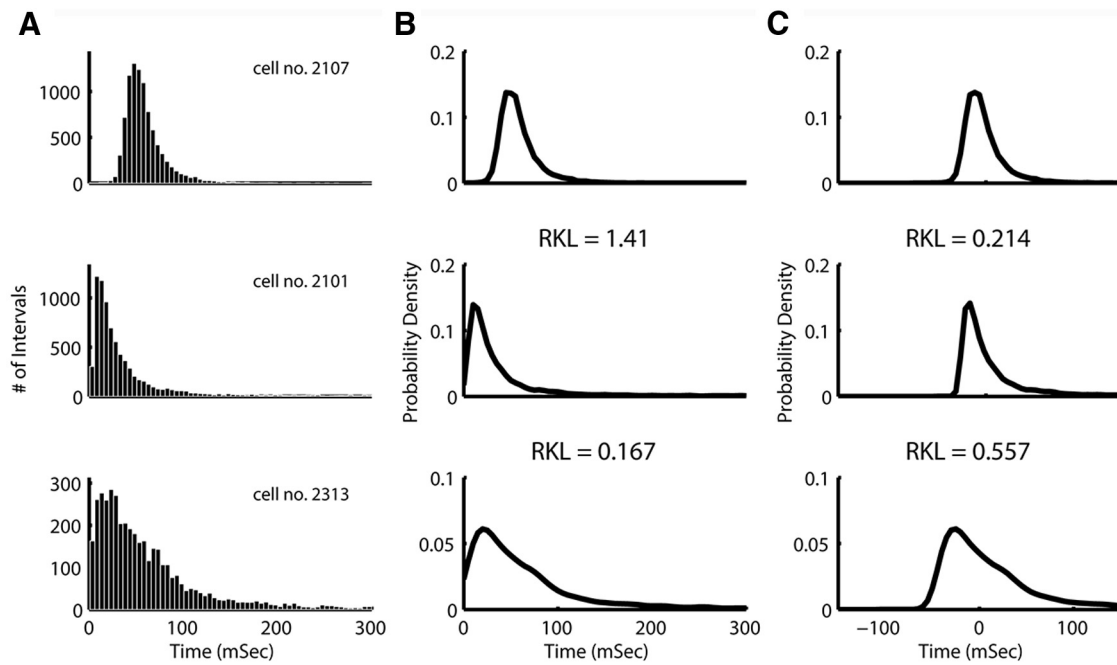 A
B
C
cell no. 2107
1000
500
0
0.2
0.1
0
0.2
0.1
0
RKL = 1.41
RKL = 0.214
cell no. 2101
# of Intervals
1000
500
0
Probability Density
0.2
0.1
0
Probability Density
0.2
0.1
0
RKL = 0.167
RKL = 0.557
cell no. 2313
300
200
100
0
0.1
0.05
0
0.1
0.05
0
0 100 200 300
0 100 200 300
−100 0 100
Time (mSec)
Time (mSec)
Time (mSec)